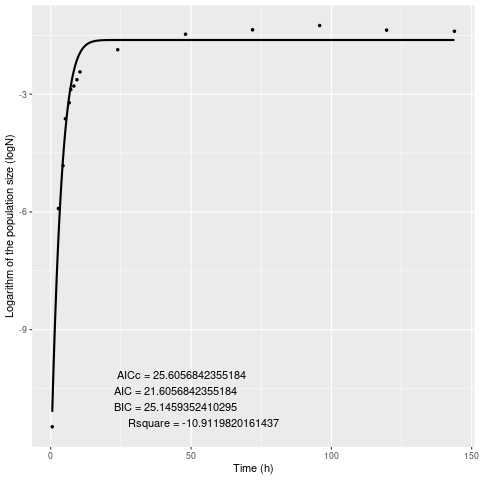 Logarithm of the population size (logN)
-3
-6
-9
AICc = 25.6056842355184
AIC = 21.6056842355184
BIC = 25.1459352410295
Rsquare = -10.9119820161437
0
50
100
150
Time (h)